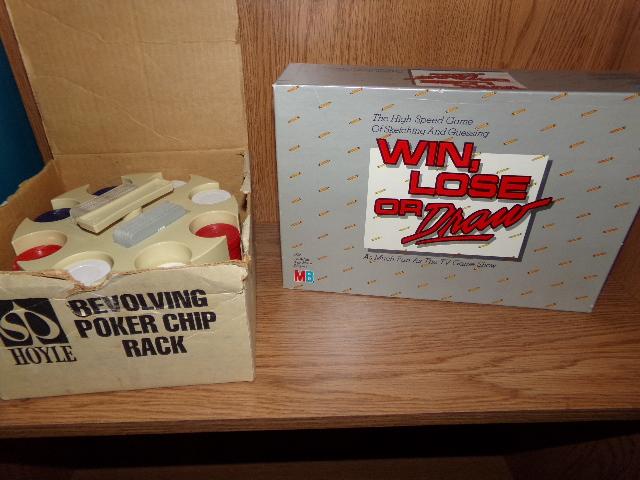 HOYLE
REVOLVING
POKER CHIP
RACK
The High Speed Game
Of Sketching And Guessing
WIN,
LOSE
OR Draw
As Much Fun As The TV Game Show
MB